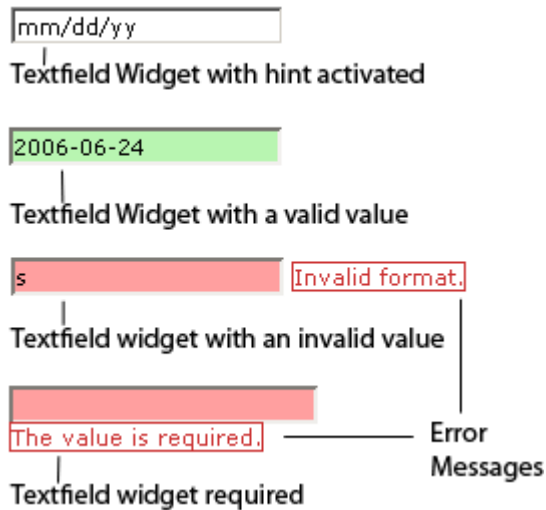 mm/dd/yy
Textfield Widget with hint activated
2006-06-24
Textfield Widget with a valid value
s
Invalid format.
Textfield widget with an invalid value
The value is required.
Error
Messages
Textfield widget required